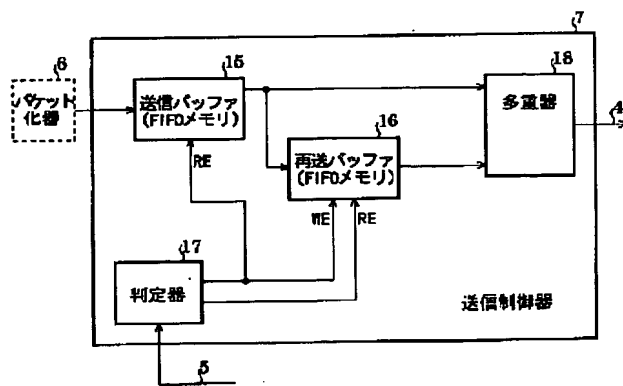 7
6
パケット
化器
15
送信バッファ
(FIFOメモリ)
18
多重器
4
16
再送バッファ
(FIFOメモリ)
RE
WE
RE
17
判定器
送信制御器
5